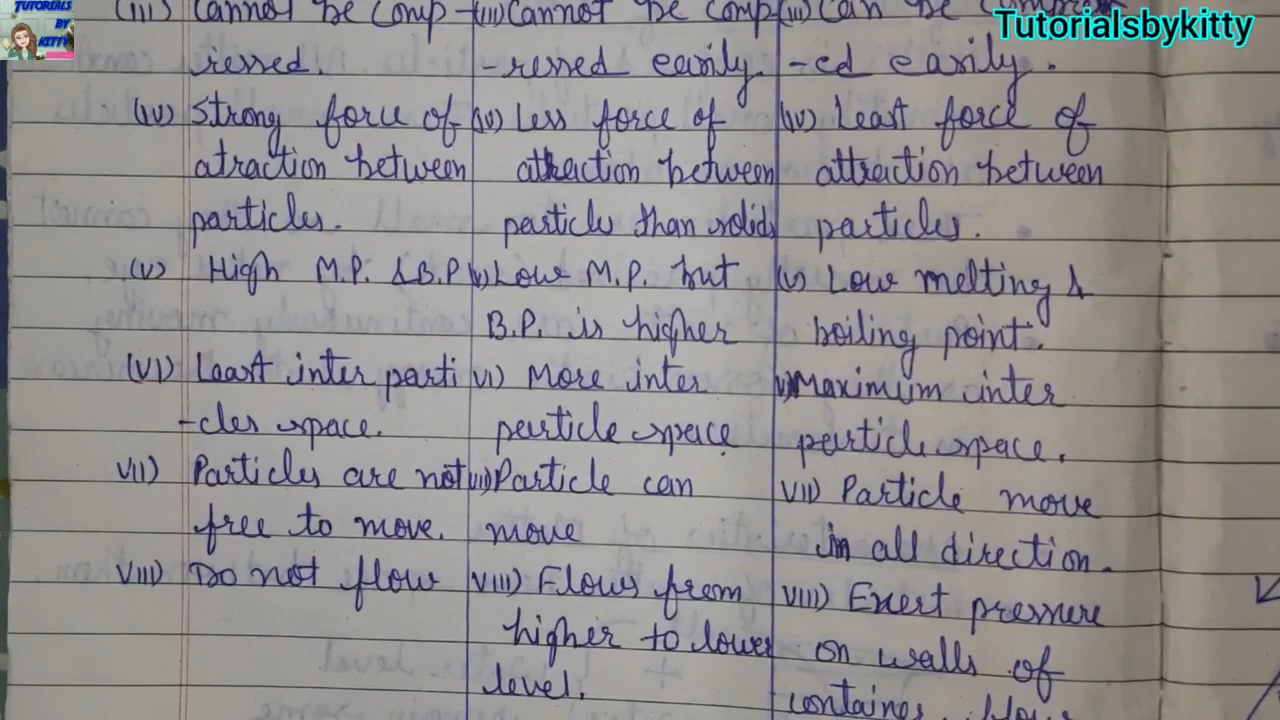 TUTORIALS
BY
KITTY
Tutorialsbykitty
(iii) Cannot be comp
-ressed.
(iv) Strong force of
atraction between
particles.
(v) High M.P. & B.P
(VI) Least inter parti
-cles space.
VII) Particles are not
free to move.
VIII) Do not flow
(iii) Cannot be comp
-ressed easily.
(iv) Less force of
attraction between
particle than solids
(v) Low M.P. but
B.P. is higher
VI) More inter
particle space
VII) Particle can
move
VIII) Flows from
higher to lower
level.
(iii) Can be
-ed easily.
(iv) Least force of
attraction between
particles.
(v) Low melting &
boiling point.
Maximum inter
particle space.
VII) Particle move
in all direction.
VIII) Exert pressure
on walls of